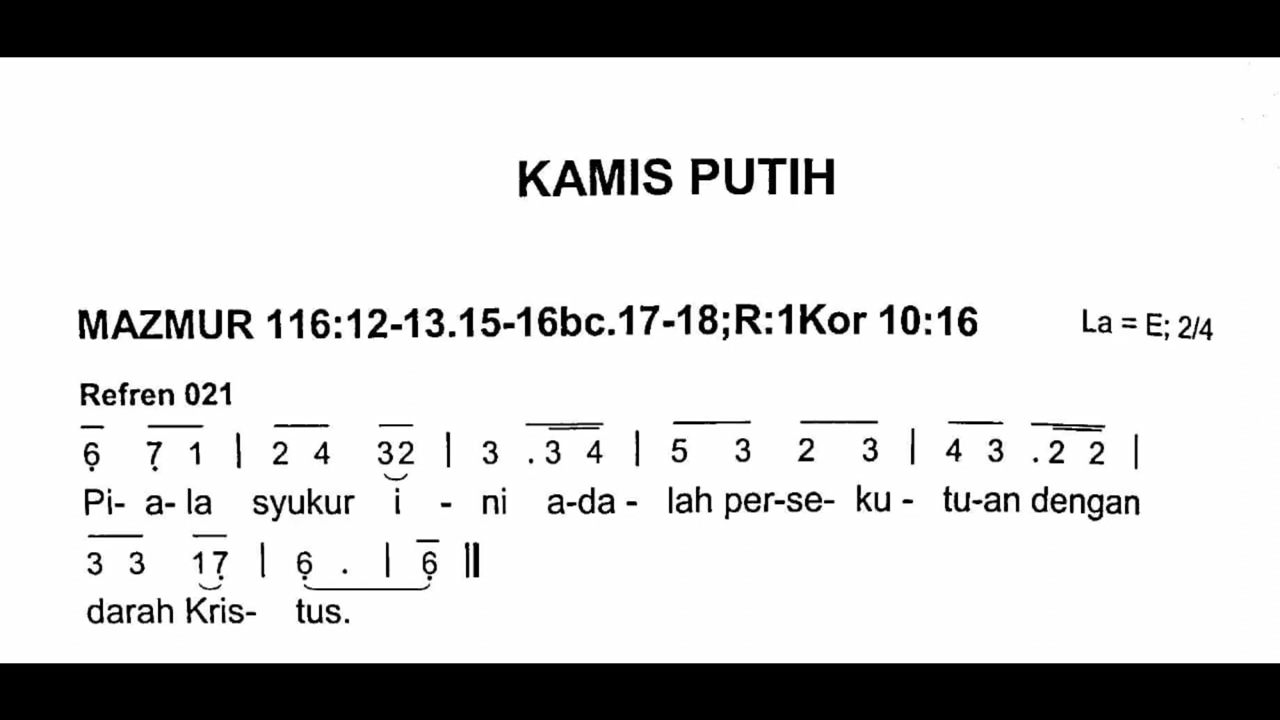 KAMIS PUTIH
MAZMUR 116:12-13.15-16bc.17-18;R:1Kor 10:16 La = E; 2/4
Refren 021
6̣ 7̣ 1 | 2 4 32 | 3 .3 4 | 5 3 2 3 | 4 3 .2 2 |
Pi- a- la syukur i - ni a-da - lah per-se- ku - tu-an dengan
3 3 17̣ | 6̣ . | 6̣ ||
darah Kris- tus.